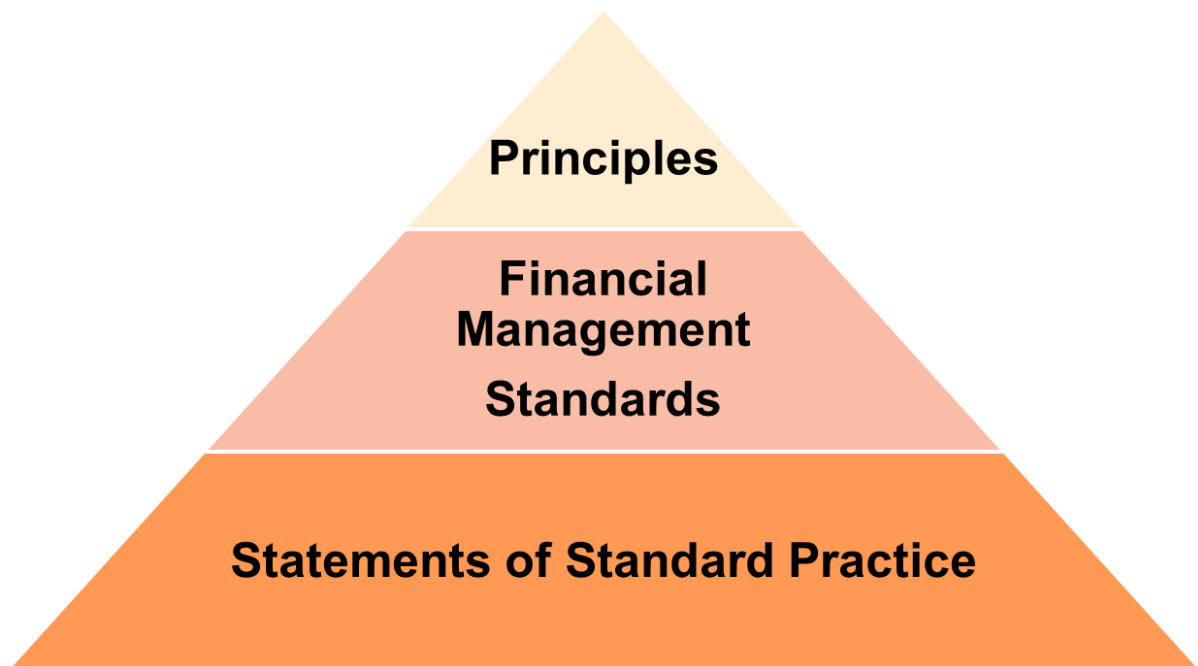 Principles
Financial
Management
Standards
Statements of Standard Practice